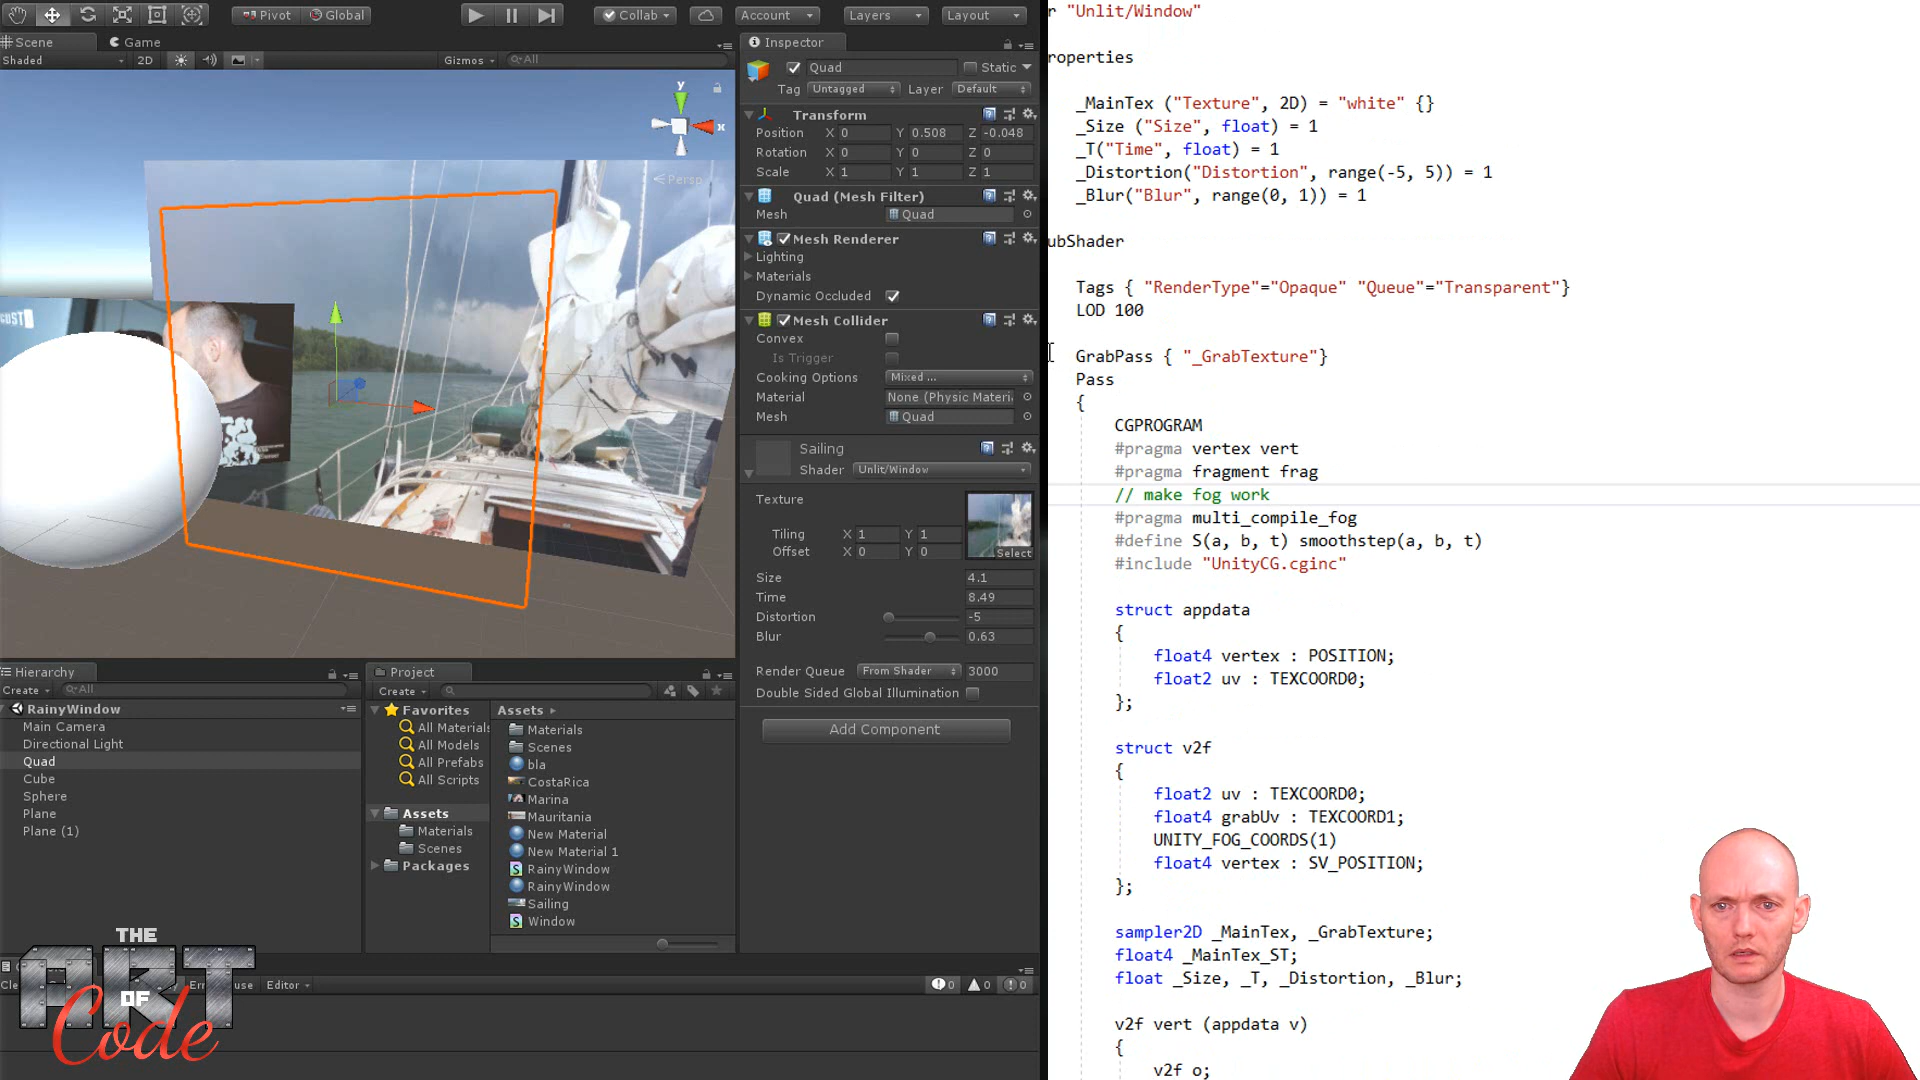 Pivot Global Collab Account Layers Layout
Scene Game
Shaded 2D Gizmos All
y
x
Persp
Inspector
Quad Static
Tag Untagged Layer Default
Transform
Position X 0 Y 0.508 Z -0.048
Rotation X 0 Y 0 Z 0
Scale X 1 Y 1 Z 1
Quad (Mesh Filter)
Mesh Quad
Mesh Renderer
Lighting
Materials
Dynamic Occluded
Mesh Collider
Convex
Is Trigger
Cooking Options Mixed ...
Material None (Physic Materi
Mesh Quad
Sailing
Shader Unlit/Window
Texture
Tiling X 1 Y 1
Offset X 0 Y 0
Select
Size 4.1
Time 8.49
Distortion -5
Blur 0.63
Render Queue From Shader 3000
Double Sided Global Illumination
Add Component
Hierarchy
Create All
RainyWindow
Main Camera
Directional Light
Quad
Cube
Sphere
Plane
Plane (1)
Project
Create
Favorites
All Materials
All Models
All Prefabs
All Scripts
Assets
Materials
Scenes
Packages
Assets
Materials
Scenes
bla
CostaRica
Marina
Mauritania
New Material
New Material 1
RainyWindow
RainyWindow
Sailing
Window
Editor
0 0 0
THE
ART
OF
Code
r "Unlit/Window"
roperties
_MainTex ("Texture", 2D) = "white" {}
_Size ("Size", float) = 1
_T("Time", float) = 1
_Distortion("Distortion", range(-5, 5)) = 1
_Blur("Blur", range(0, 1)) = 1
ubShader
Tags { "RenderType"="Opaque" "Queue"="Transparent"}
LOD 100
GrabPass { "_GrabTexture"}
Pass
{
CGPROGRAM
#pragma vertex vert
#pragma fragment frag
// make fog work
#pragma multi_compile_fog
#define S(a, b, t) smoothstep(a, b, t)
#include "UnityCG.cginc"
struct appdata
{
float4 vertex : POSITION;
float2 uv : TEXCOORD0;
};
struct v2f
{
float2 uv : TEXCOORD0;
float4 grabUv : TEXCOORD1;
UNITY_FOG_COORDS(1)
float4 vertex : SV_POSITION;
};
sampler2D _MainTex, _GrabTexture;
float4 _MainTex_ST;
float _Size, _T, _Distortion, _Blur;
v2f vert (appdata v)
{
v2f o;